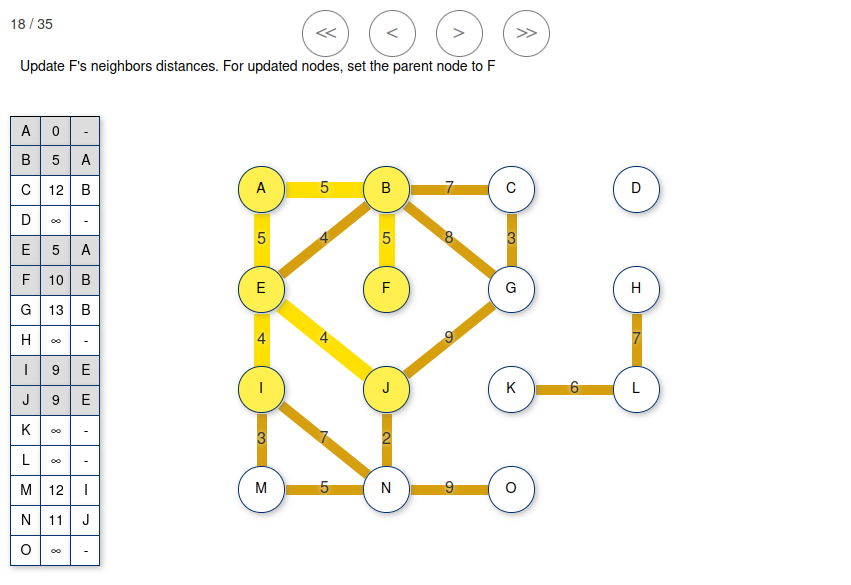 18 / 35
<< < > >>
Update F's neighbors distances. For updated nodes, set the parent node to F
A 0 -
B 5 A
C 12 B
D ∞ -
E 5 A
F 10 B
G 13 B
H ∞ -
I 9 E
J 9 E
K ∞ -
L ∞ -
M 12 I
N 11 J
O ∞ -
A 5 B 7 C D
5 4 5 8 3
E F G H
4 4 9 7
I J K 6 L
3 7 2
M 5 N 9 O